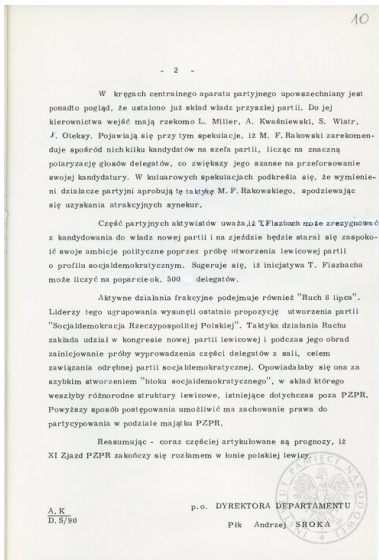 10
- 2 -
W kręgach centralnego aparatu partyjnego upowszechniany jest
ponadto pogląd, że ustalono już skład władz przyszłej partii. Do jej
kierownictwa wejść mają rzekomo L. Miller, A. Kwaśniewski, S. Wiatr,
J. Oleksy. Pojawiają się przy tym spekulacje, iż M. F. Rakowski zarekomen-
duje spośród nich kilku kandydatów na szefa partii, licząc na znaczną
polaryzację głosów delegatów, co zwiększy jego szanse na przeforsowanie
swojej kandydatury. W kuluarowych spekulacjach podkreśla się, że wymienie-
ni działacze partyjni aprobują tę taktykę M. F. Rakowskiego, spodziewając
się uzyskania atrakcyjnych synekur.
Część partyjnych aktywistów uważa, iż T. Fiszbach może zrezygnować
z kandydowania do władz nowej partii i na zjeździe będzie starał się zaspoko-
ić swoje ambicje polityczne poprzez próbę utworzenia lewicowej partii
o profilu socjaldemokratycznym. Sugeruje się, iż inicjatywa T. Fiszbacha
może liczyć na poparcie ok. 500 delegatów.
Aktywne działania frakcyjne podejmuje również "Ruch 8 lipca".
Liderzy tego ugrupowania wysunęli ostatnio propozycję utworzenia partii
"Socjaldemokracja Rzeczypospolitej Polskiej". Taktyka działania Ruchu
zakłada udział w kongresie nowej partii lewicowej i podczas jego obrad
zainicjowanie próby wyprowadzenia części delegatów z sali, celem
zawiązania odrębnej partii socjaldemokratycznej. Opowiadałaby się ona za
szybkim stworzeniem "bloku socjaldemokratycznego", w skład którego
weszłyby różnorodne struktury lewicowe, istniejące dotychczas poza PZPR.
Powyższy sposób postępowania umożliwić ma zachowanie prawa do
partycypowania w podziale majątku PZPR.
Reasumując - coraz częściej artykułowane są prognozy, iż
XI Zjazd PZPR zakończy się rozłamem w łonie polskiej lewicy.
A. K
D. S/90
p. o. DYREKTORA DEPARTAMENTU
Płk Andrzej SROKA
INSTYTUT PAMIĘCI NARODOWEJ